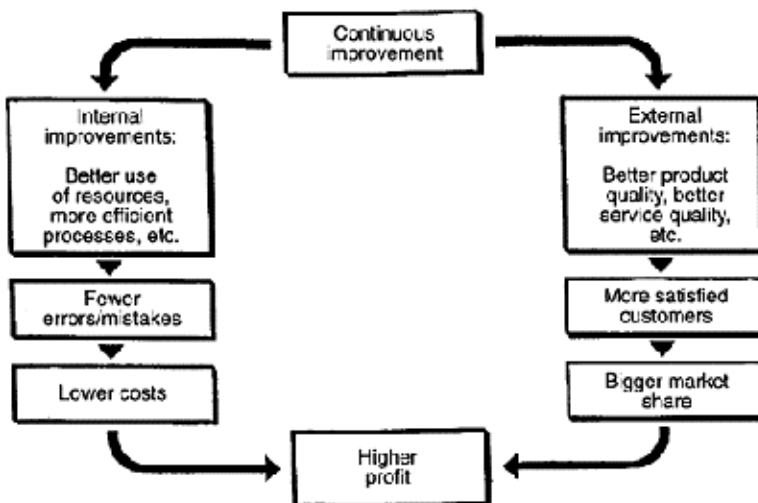 Continuous
improvement
Internal
improvements:
Better use
of resources,
more efficient
processes, etc.
Fewer
errors/mistakes
Lower costs
External
improvements:
Better product
quality, better
service quality,
etc.
More satisfied
customers
Bigger market
share
Higher
profit